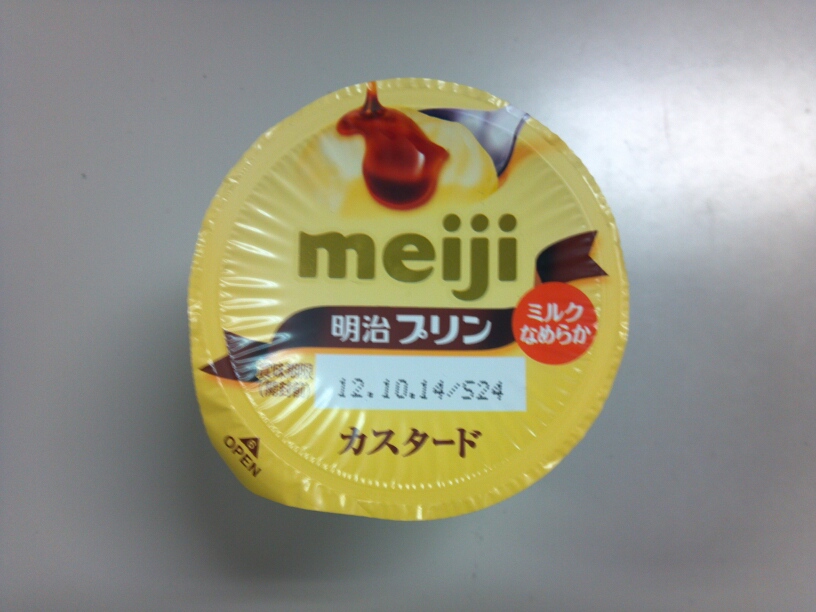 meiji
明治プリン
ミルク
なめらか
12.10.14/S24
カスタード
OPEN